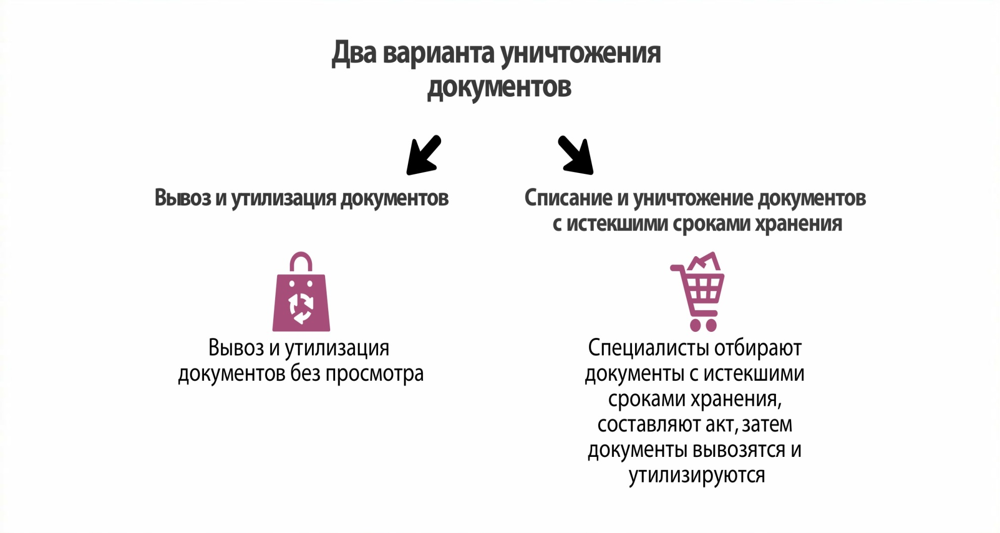 Два варианта уничтожения
документов
Вывоз и утилизация документов
Вывоз и утилизация
документов без просмотра
Списание и уничтожение документов
с истекшими сроками хранения
Специалисты отбирают
документы с истекшими
сроками хранения,
составляют акт, затем
документы вывозятся и
утилизируются